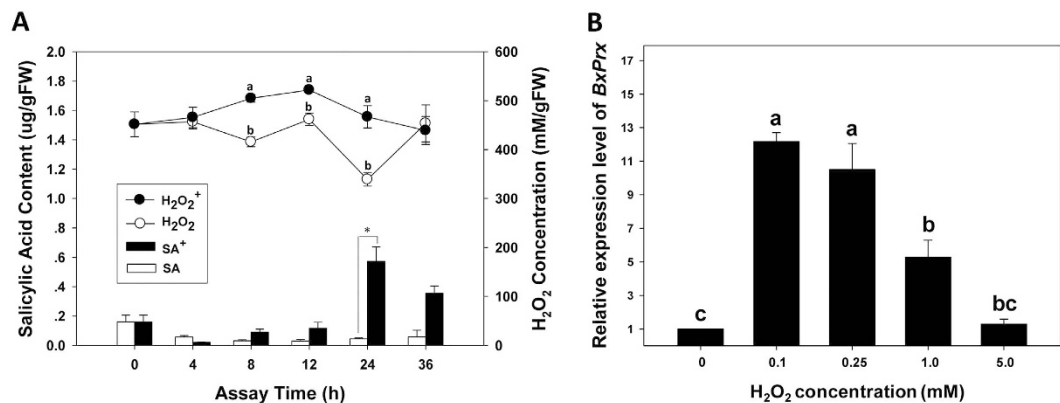 A
Salicylic Acid Content (ug/gFW)
2.0
1.8
1.6
1.4
1.2
1.0
.8
.6
.4
.2
0.0
a
a
a
b
b
b
H₂O₂⁺
H₂O₂
SA⁺
SA
*
600
500
400
300
200
100
0
H₂O₂ Concentration (mM/gFW)
0 4 8 12 24 36
Assay Time (h)
B
Relative expression level of BxPrx
17
15
12
10
7
5
3
1
c
a
a
b
bc
0 0.1 0.25 1.0 5.0
H₂O₂ concentration (mM)